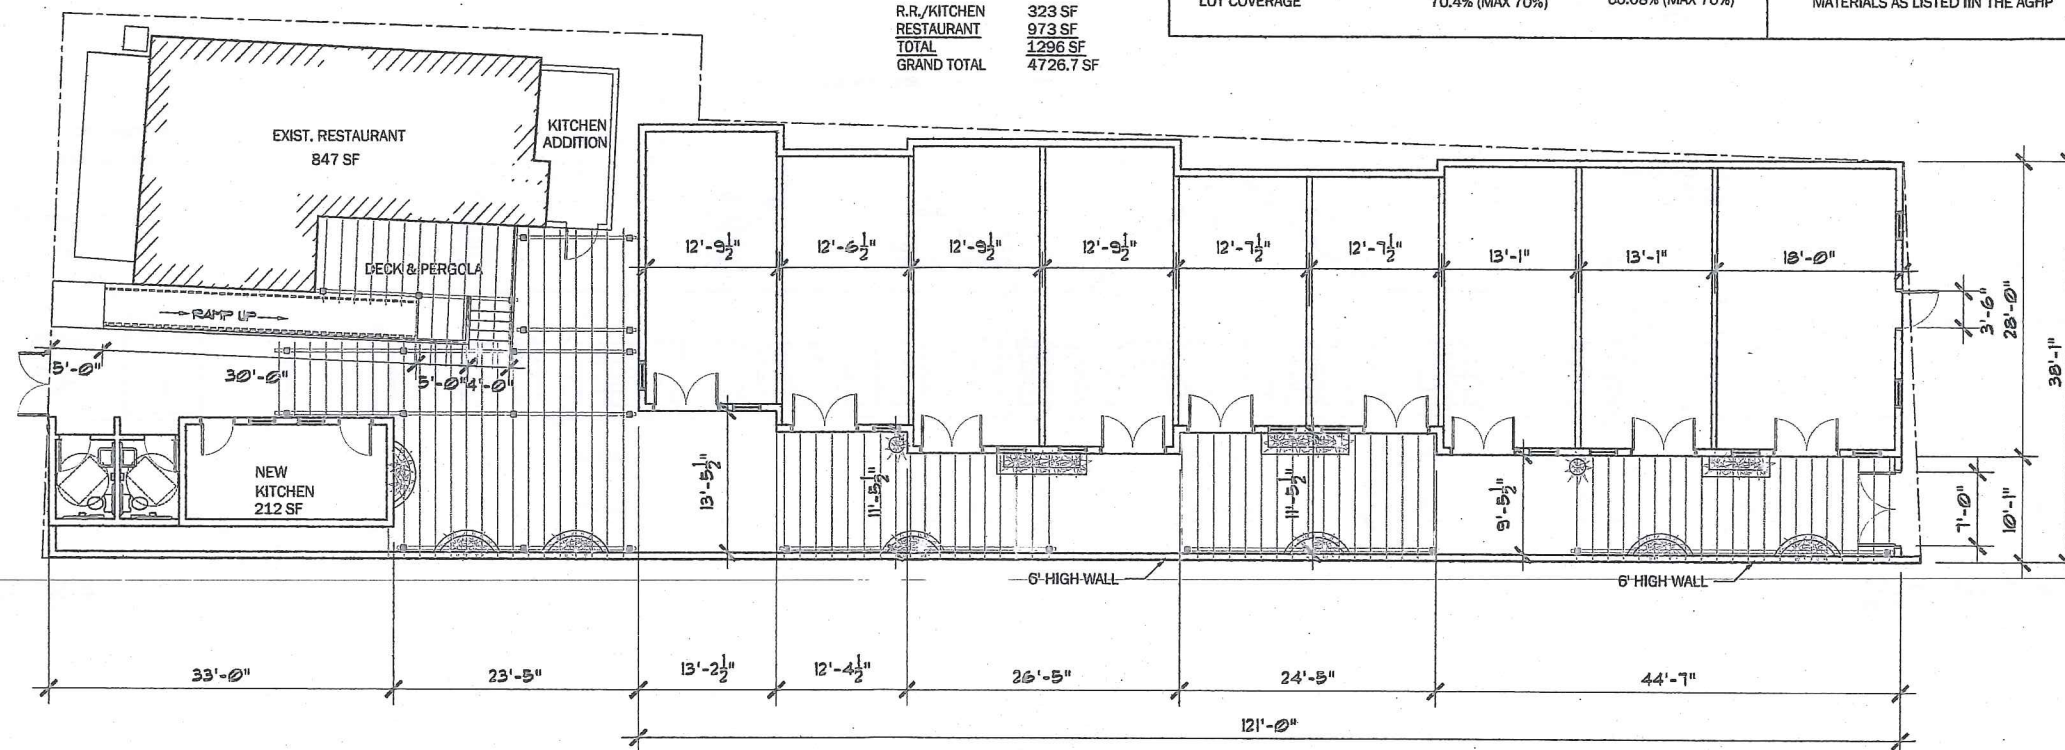 R.R./KITCHEN 323 SF
RESTAURANT 973 SF
TOTAL 1296 SF
GRAND TOTAL 4726.7 SF
LOT COVERAGE 70.4% (MAX 70%)
MATERIALS AS LISTED IIN THE AGHP
EXIST. RESTAURANT
847 SF
KITCHEN
ADDITION
DECK & PERGOLA
RAMP UP
12'-9½"
12'-6½"
12'-9½"
12'-9½"
12'-7½"
12'-7½"
13'-1"
13'-1"
18'-0"
3'-6"
28'-0"
38'-1"
5'-0"
30'-0"
5'-0"
4'-0"
NEW
KITCHEN
212 SF
13'-5½"
11'-5½"
11'-5½"
9'-5½"
7'-0"
10'-1"
6' HIGH WALL
6' HIGH WALL
33'-0"
23'-5"
13'-2½"
12'-4½"
26'-5"
24'-5"
44'-7"
121'-0"